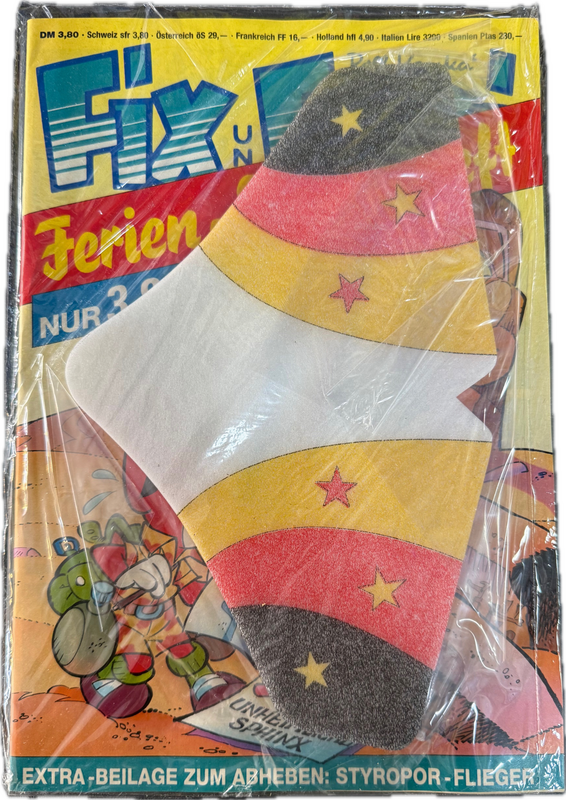 DM 3,80 · Schweiz sfr 3,80 · Österreich öS 29,— · Frankreich FF 16,— · Holland hfl 4,90 · Italien Lire 3200 · Spanien Ptas 230,—
Fix
UN
Ferien
NUR 3,
SPHINX
EXTRA-BEILAGE ZUM ABHEBEN: STYROPOR-FLIEGER